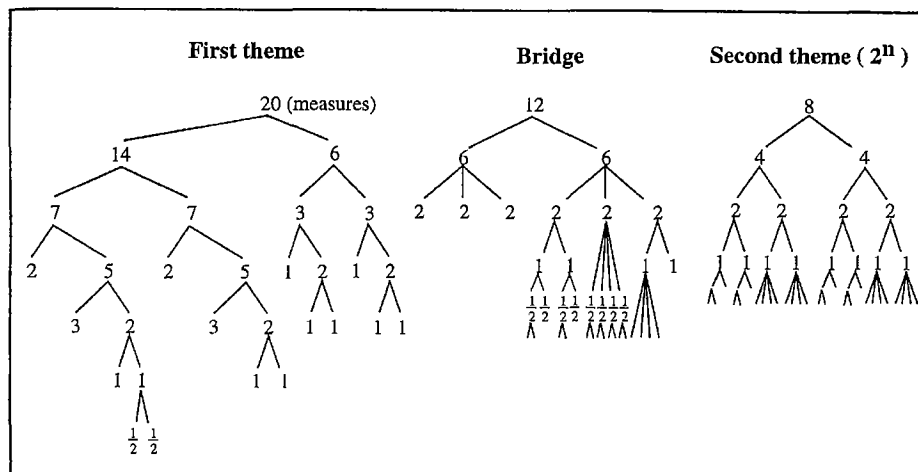 First theme Bridge Second theme ( 2ⁿ )
20 (measures) 12 8
14 6 6 6 4 4
7 7 3 3 2 2 2 2 2 2 2 2 2 2
2 5 2 5 1 2 1 2 1 1 1 1 1 1 1 1 1 1 1 1
3 2 3 2 1 1 1 1 ½ ½ ½ ½ ½ ½ ½ ½
1 1 1 1
½ ½